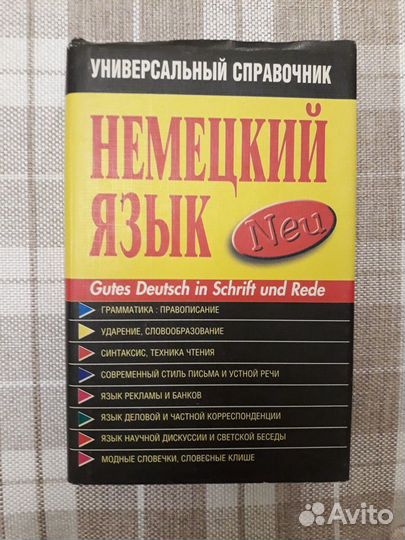 УНИВЕРСАЛЬНЫЙ СПРАВОЧНИК
НЕМЕЦКИЙ
ЯЗЫК
Neu
Gutes Deutsch in Schrift und Rede
ГРАММАТИКА : ПРАВОПИСАНИЕ
УДАРЕНИЕ, СЛОВООБРАЗОВАНИЕ
СИНТАКСИС, ТЕХНИКА ЧТЕНИЯ
СОВРЕМЕННЫЙ СТИЛЬ ПИСЬМА И УСТНОЙ РЕЧИ
ЯЗЫК РЕКЛАМЫ И БАНКОВ
ЯЗЫК ДЕЛОВОЙ И ЧАСТНОЙ КОРРЕСПОНДЕНЦИИ
ЯЗЫК НАУЧНОЙ ДИСКУССИИ И СВЕТСКОЙ БЕСЕДЫ
МОДНЫЕ СЛОВЕЧКИ, СЛОВЕСНЫЕ КЛИШЕ
Avito